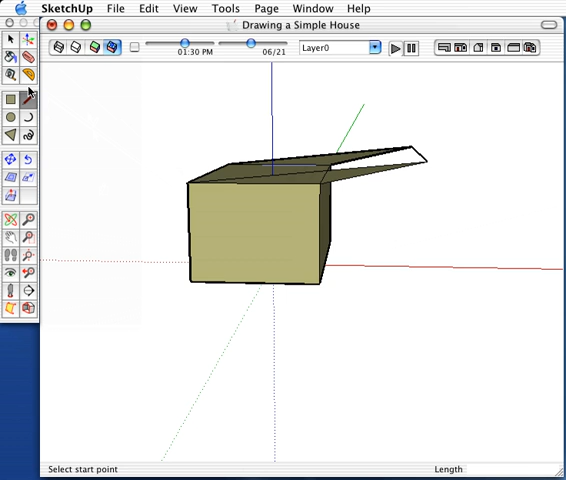 SketchUp File Edit View Tools Page Window Help
Drawing a Simple House
01:30 PM 06/21 Layer0
Select start point Length